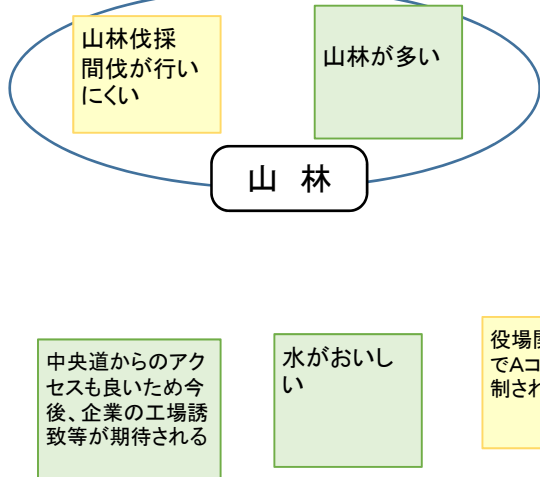 山林伐採
間伐が行い
にくい
山林が多い
山 林
中央道からのアク
セスも良いため今
後、企業の工場誘
致等が期待される
水がおいし
い
役場
でAコ
制さ